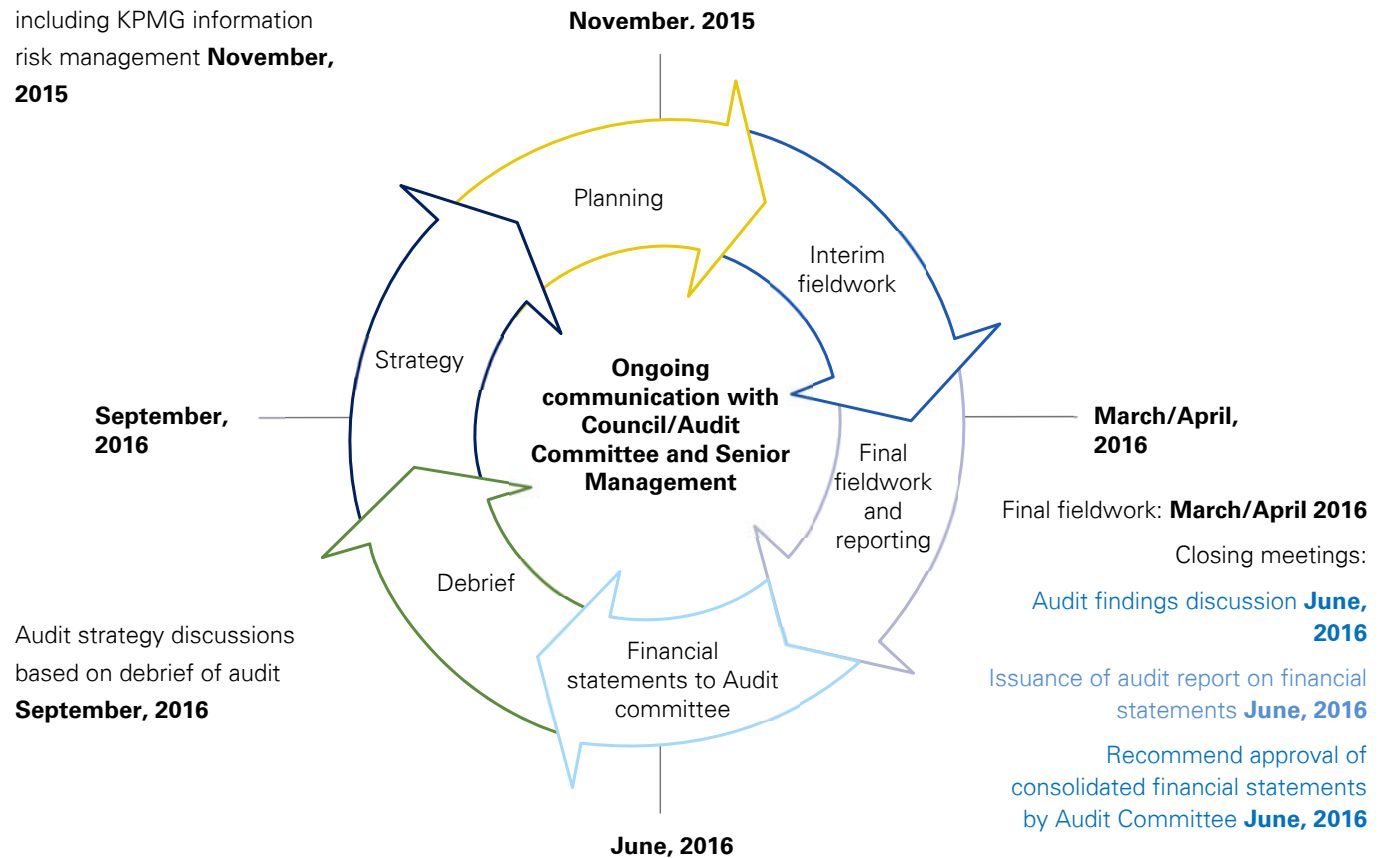 including KPMG information
risk management November,
2015
November, 2015
Planning
Interim
fieldwork
Strategy
Ongoing
communication with
Council/Audit
Committee and Senior
Management
September,
2016
March/April,
2016
Final
fieldwork
and
reporting
Final fieldwork: March/April 2016
Closing meetings:
Audit findings discussion June,
2016
Issuance of audit report on financial
statements June, 2016
Recommend approval of
consolidated financial statements
by Audit Committee June, 2016
Debrief
Financial
statements to Audit
committee
Audit strategy discussions
based on debrief of audit
September, 2016
June, 2016